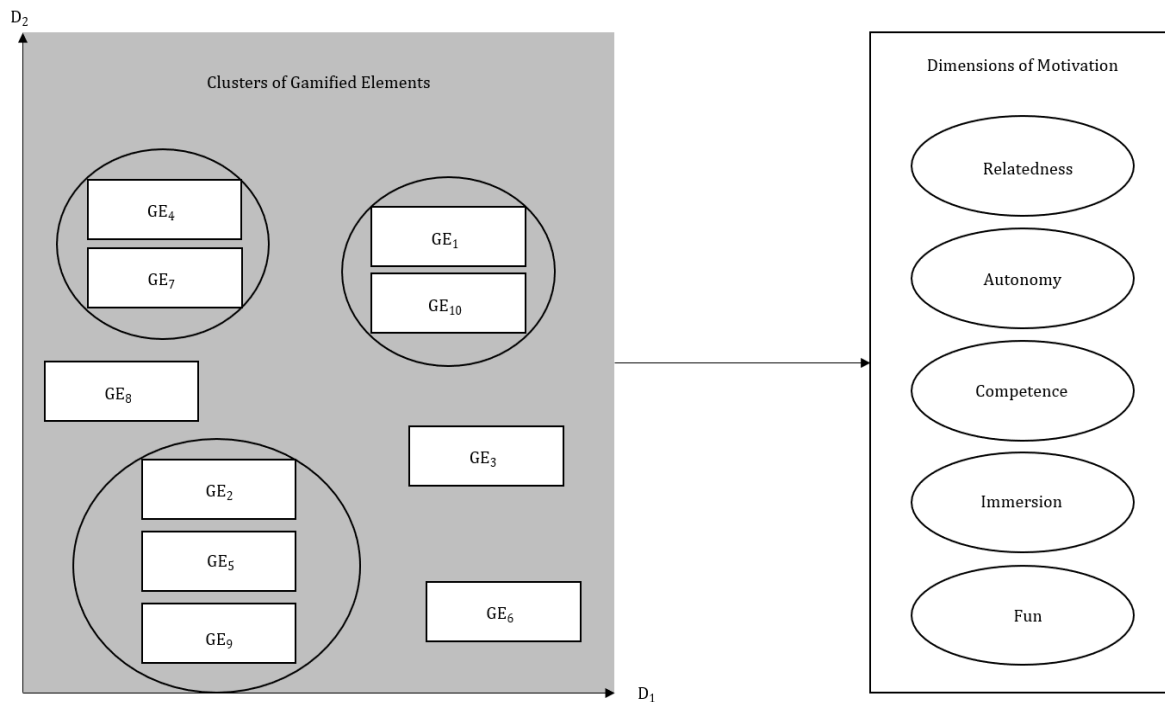 D₂
Clusters of Gamified Elements
GE₄
GE₇
GE₁
GE₁₀
GE₈
GE₃
GE₂
GE₅
GE₉
GE₆
D₁
Dimensions of Motivation
Relatedness
Autonomy
Competence
Immersion
Fun